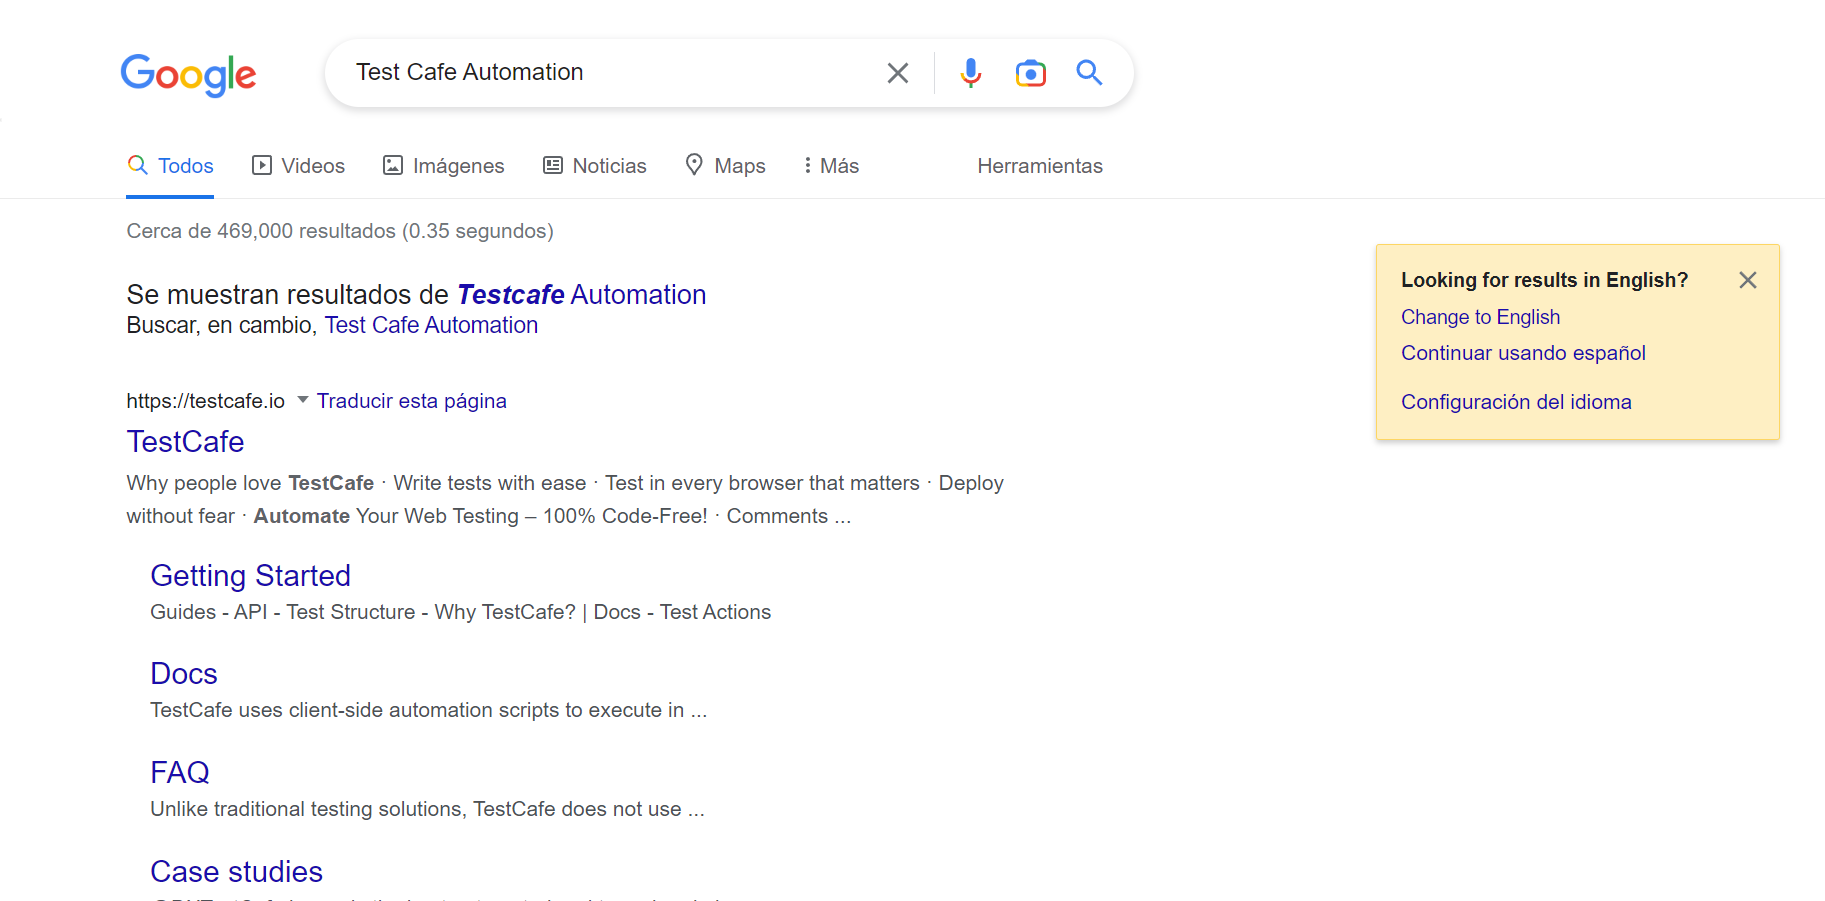 Google
Test Cafe Automation
Todos Videos Imágenes Noticias Maps Más Herramientas
Cerca de 469,000 resultados (0.35 segundos)
Se muestran resultados de Testcafe Automation
Buscar, en cambio, Test Cafe Automation
Looking for results in English?
Change to English
Continuar usando español
Configuración del idioma
https://testcafe.io Traducir esta página
TestCafe
Why people love TestCafe · Write tests with ease · Test in every browser that matters · Deploy
without fear · Automate Your Web Testing – 100% Code-Free! · Comments ...
Getting Started
Guides - API - Test Structure - Why TestCafe? | Docs - Test Actions
Docs
TestCafe uses client-side automation scripts to execute in ...
FAQ
Unlike traditional testing solutions, TestCafe does not use ...
Case studies